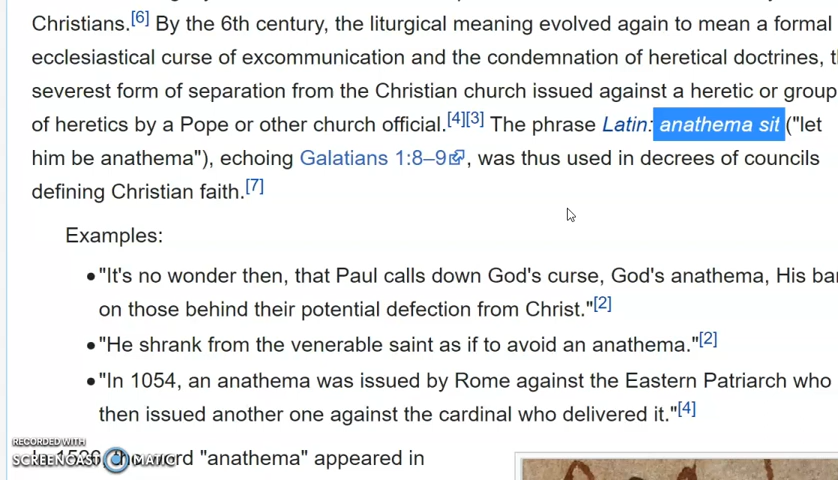 Christians.[6] By the 6th century, the liturgical meaning evolved again to mean a formal
ecclesiastical curse of excommunication and the condemnation of heretical doctrines,
severest form of separation from the Christian church issued against a heretic or group
of heretics by a Pope or other church official.[4][3] The phrase Latin: anathema sit ("let
him be anathema"), echoing Galatians 1:8–9, was thus used in decrees of councils
defining Christian faith.[7]
Examples:
• "It's no wonder then, that Paul calls down God's curse, God's anathema, His
on those behind their potential defection from Christ."[2]
• "He shrank from the venerable saint as if to avoid an anathema."[2]
• "In 1054, an anathema was issued by Rome against the Eastern Patriarch who
then issued another one against the cardinal who delivered it."[4]
RECORDED WITH
SCREENCAST MATIC
word "anathema" appeared in